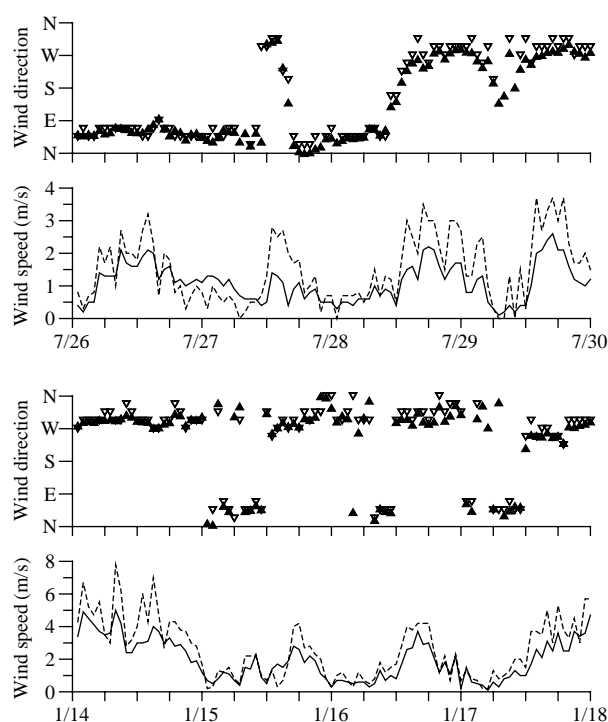 N
W
S
E
N
Wind direction
4
3
2
1
0
Wind speed (m/s)
7/26 7/27 7/28 7/29 7/30
N
W
S
E
N
Wind direction
8
6
4
2
0
Wind speed (m/s)
1/14 1/15 1/16 1/17 1/18